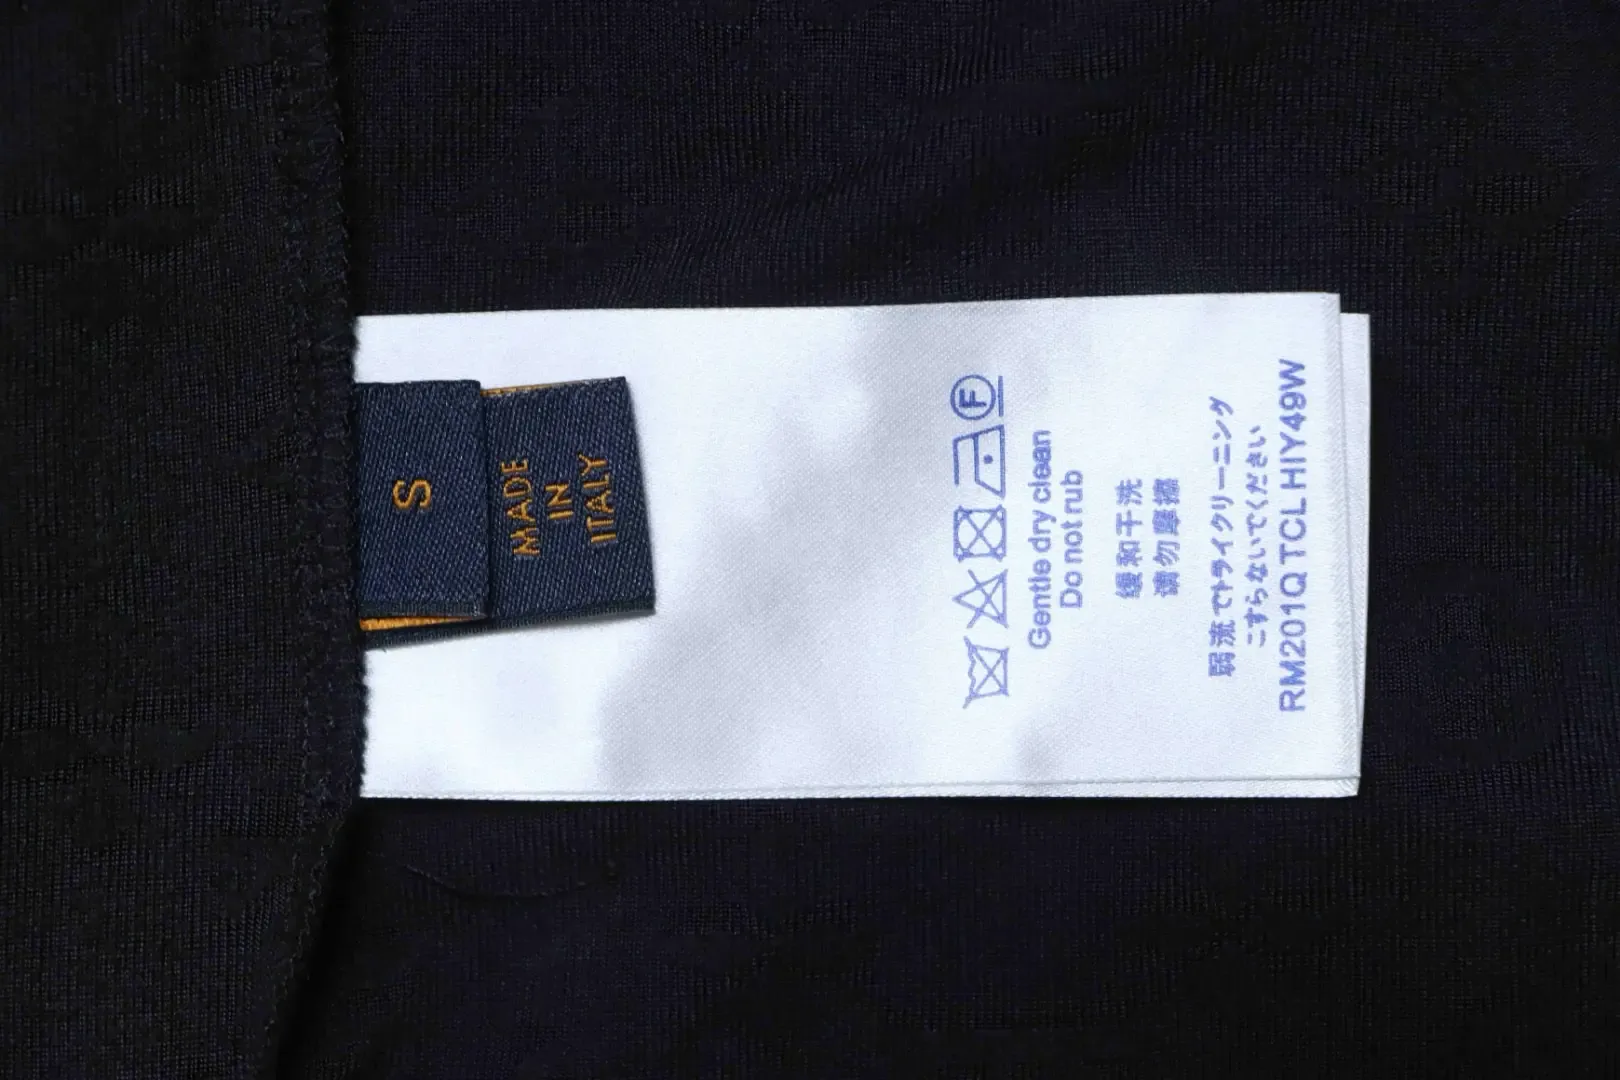 S
MADE
IN
ITALY
F
Gentle dry clean
Do not rub
缓和干洗
请勿摩擦
弱流でドライクリーニング
こすらないでください
RM201Q TCL HIY49W